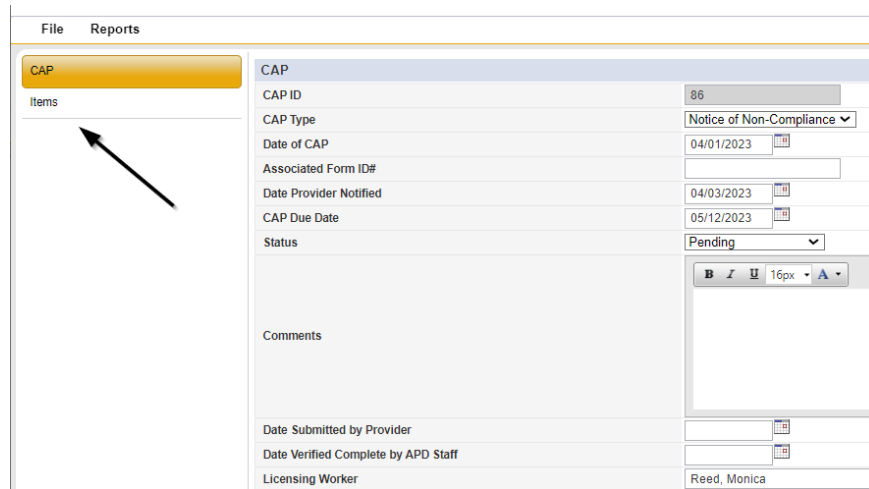 File Reports
CAP
Items
CAP
CAP ID 86
CAP Type Notice of Non-Compliance
Date of CAP 04/01/2023
Associated Form ID#
Date Provider Notified 04/03/2023
CAP Due Date 05/12/2023
Status Pending
B I U 16px A
Comments
Date Submitted by Provider
Date Verified Complete by APD Staff
Licensing Worker Reed, Monica